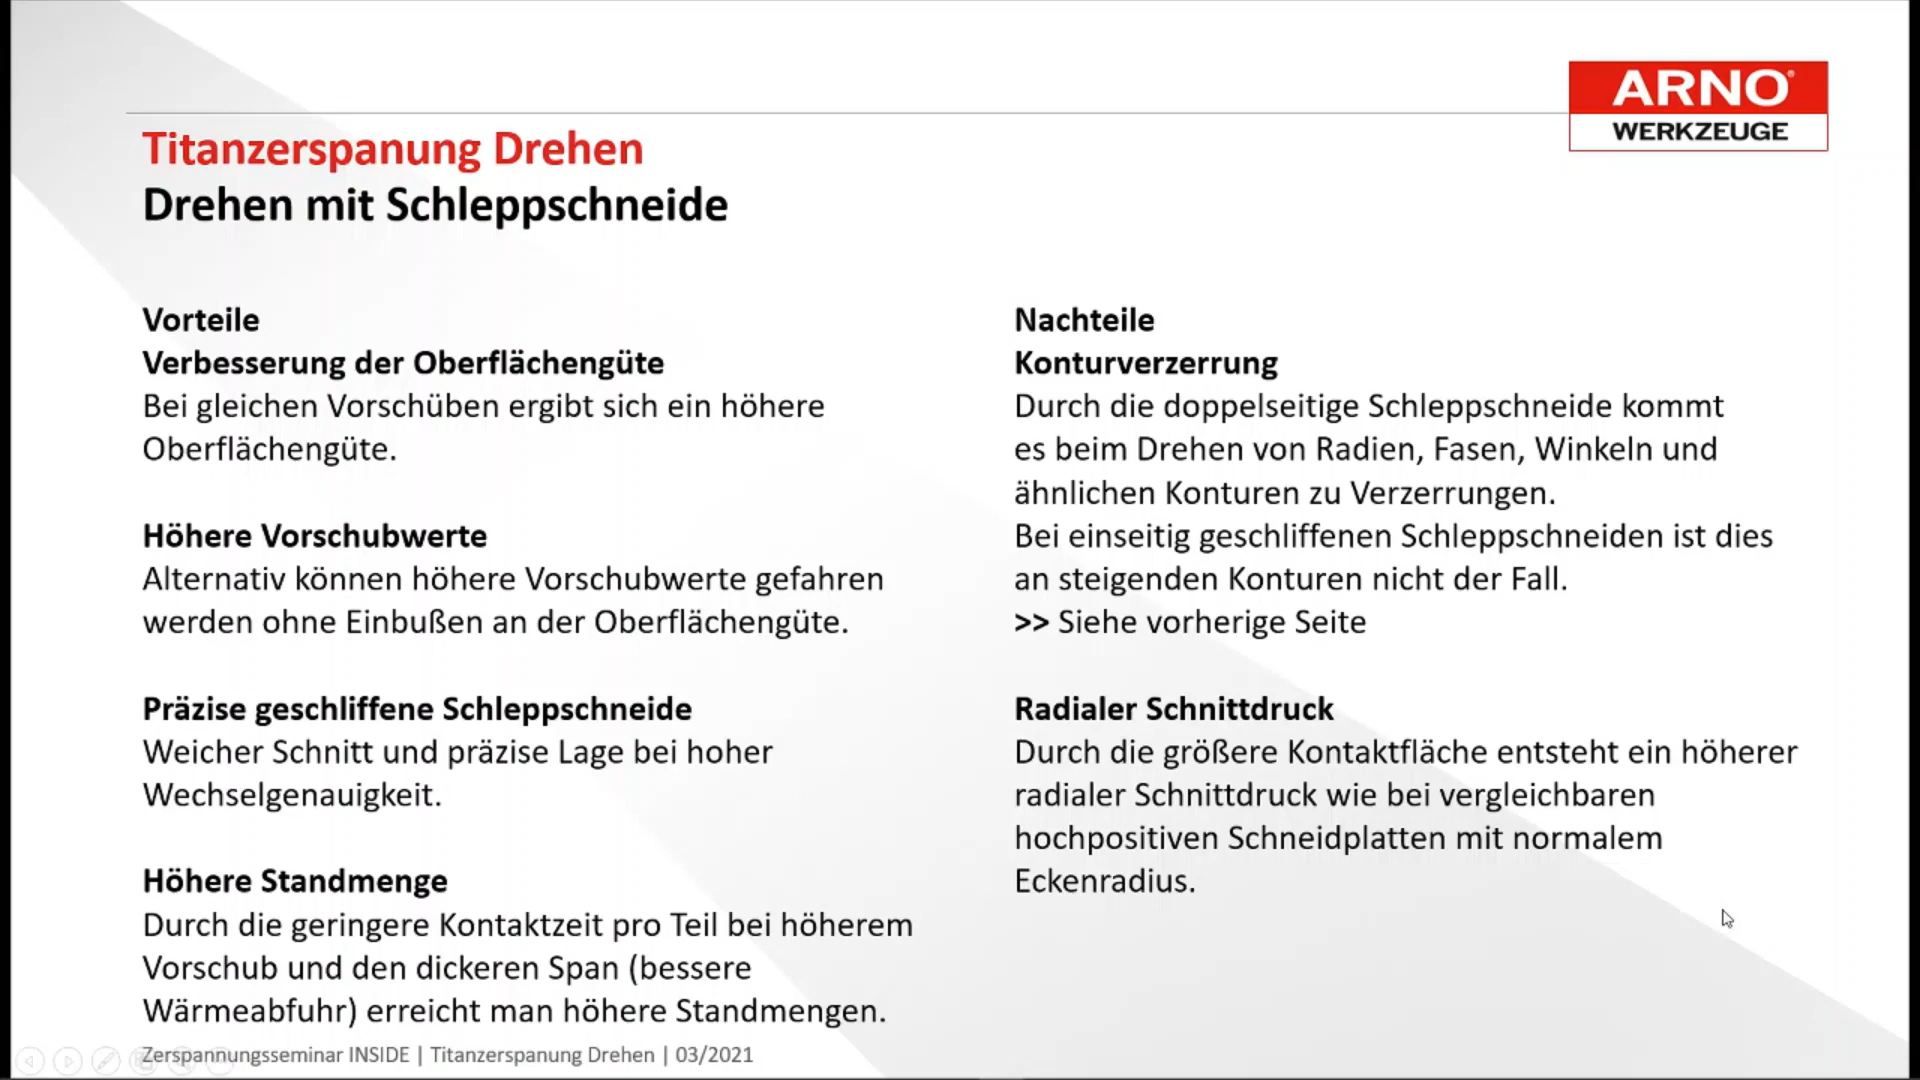 ARNO®
WERKZEUGE
Titanzerspanung Drehen
Drehen mit Schleppschneide
Vorteile
Verbesserung der Oberflächengüte
Bei gleichen Vorschüben ergibt sich ein höhere
Oberflächengüte.
Höhere Vorschubwerte
Alternativ können höhere Vorschubwerte gefahren
werden ohne Einbußen an der Oberflächengüte.
Präzise geschliffene Schleppschneide
Weicher Schnitt und präzise Lage bei hoher
Wechselgenauigkeit.
Höhere Standmenge
Durch die geringere Kontaktzeit pro Teil bei höherem
Vorschub und den dickeren Span (bessere
Wärmeabfuhr) erreicht man höhere Standmengen.
Nachteile
Konturverzerrung
Durch die doppelseitige Schleppschneide kommt
es beim Drehen von Radien, Fasen, Winkeln und
ähnlichen Konturen zu Verzerrungen.
Bei einseitig geschliffenen Schleppschneiden ist dies
an steigenden Konturen nicht der Fall.
>> Siehe vorherige Seite
Radialer Schnittdruck
Durch die größere Kontaktfläche entsteht ein höherer
radialer Schnittdruck wie bei vergleichbaren
hochpositiven Schneidplatten mit normalem
Eckenradius.
Zerspannungsseminar INSIDE | Titanzerspanung Drehen | 03/2021